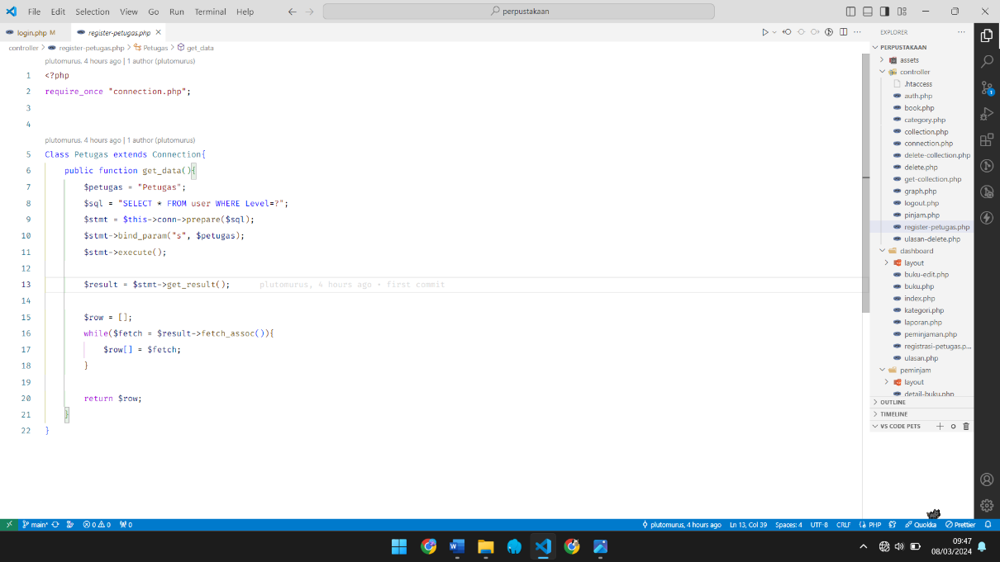 File Edit Selection View Go Run Terminal Help
perpustakaan
login.php M
register-petugas.php
controller > register-petugas.php > Petugas > get_data
plutomurus, 4 hours ago | 1 author (plutomurus)
1 <?php
2 require_once "connection.php";
3
4
plutomurus, 4 hours ago | 1 author (plutomurus)
5 Class Petugas extends Connection{
6 public function get_data(){
7 $petugas = "Petugas";
8 $sql = "SELECT * FROM user WHERE Level=?";
9 $stmt = $this->conn->prepare($sql);
10 $stmt->bind_param("s", $petugas);
11 $stmt->execute();
12
13 $result = $stmt->get_result(); plutomurus, 4 hours ago • first commit
14
15 $row = [];
16 while($fetch = $result->fetch_assoc()){
17 $row[] = $fetch;
18 }
19
20 return $row;
21 }
22 }
EXPLORER
PERPUSTAKAAN
assets
controller
.htaccess
auth.php
book.php
category.php
collection.php
connection.php
delete-collection.php
delete.php
get-collection.php
graph.php
logout.php
pinjam.php
register-petugas.php
ulasan-delete.php
dashboard
layout
buku-edit.php
buku.php
index.php
kategori.php
laporan.php
peminjaman.php
registrasi-petugas.p...
ulasan.php
peminjam
layout
detail-buku.php
OUTLINE
TIMELINE
VS CODE PETS
1
main* 0 0 0
plutomurus, 4 hours ago Ln 13, Col 39 Spaces: 4 UTF-8 CRLF PHP Quokka Prettier
09:47
08/03/2024